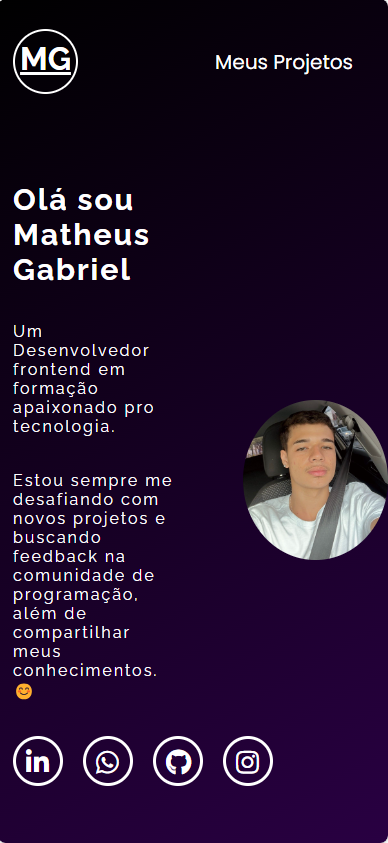 MG
Meus Projetos
Olá sou
Matheus
Gabriel
Um
Desenvolvedor
frontend em
formação
apaixonado pro
tecnologia.
Estou sempre me
desafiando com
novos projetos e
buscando
feedback na
comunidade de
programação,
além de
compartilhar
meus
conhecimentos.
😊
in